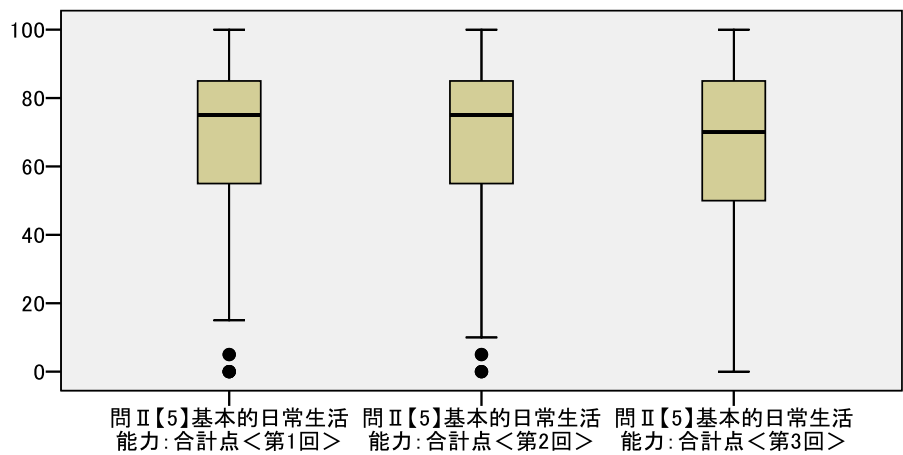 100
80
60
40
20
0
問Ⅱ【5】基本的日常生活
能力：合計点＜第1回＞
問Ⅱ【5】基本的日常生活
能力：合計点＜第2回＞
問Ⅱ【5】基本的日常生活
能力：合計点＜第3回＞